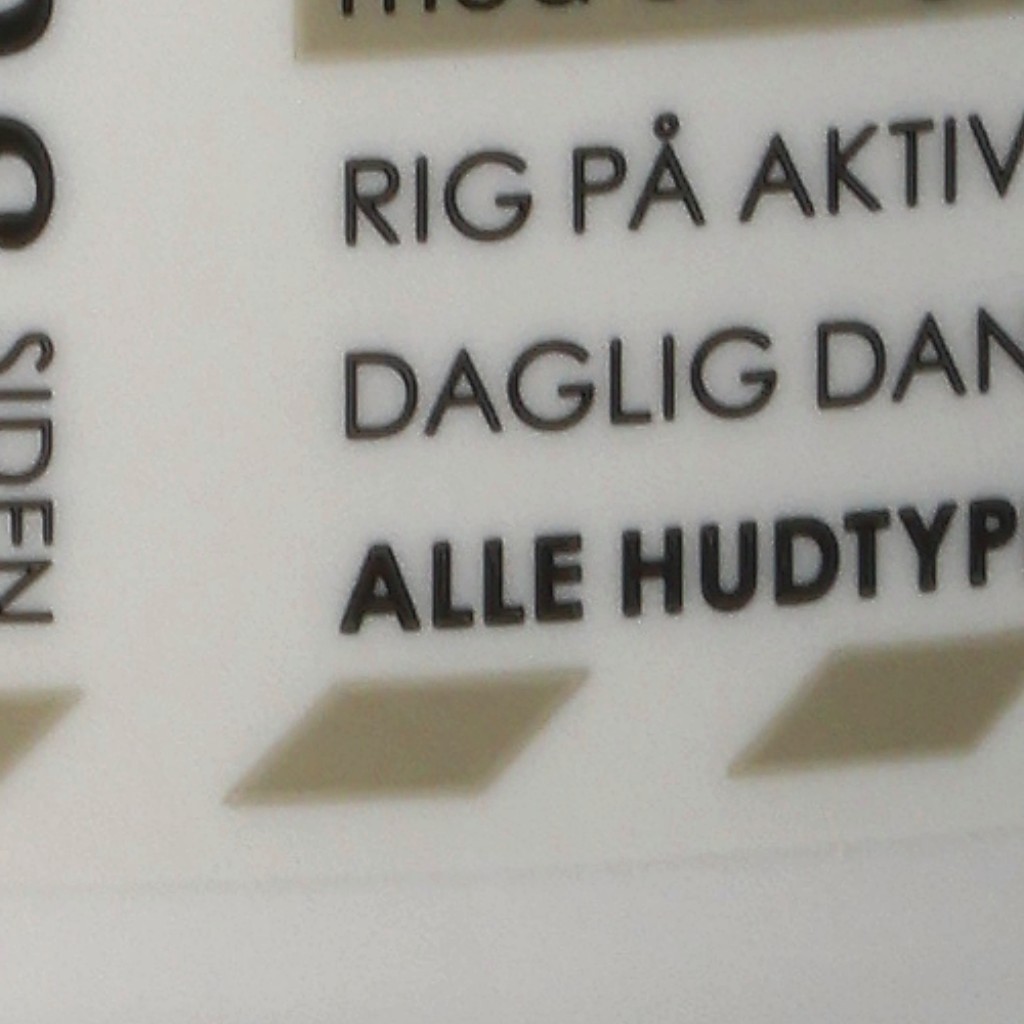 RIG PÅ AKTIV
DAGLIG DAN
ALLE HUDTYP
SIDEN